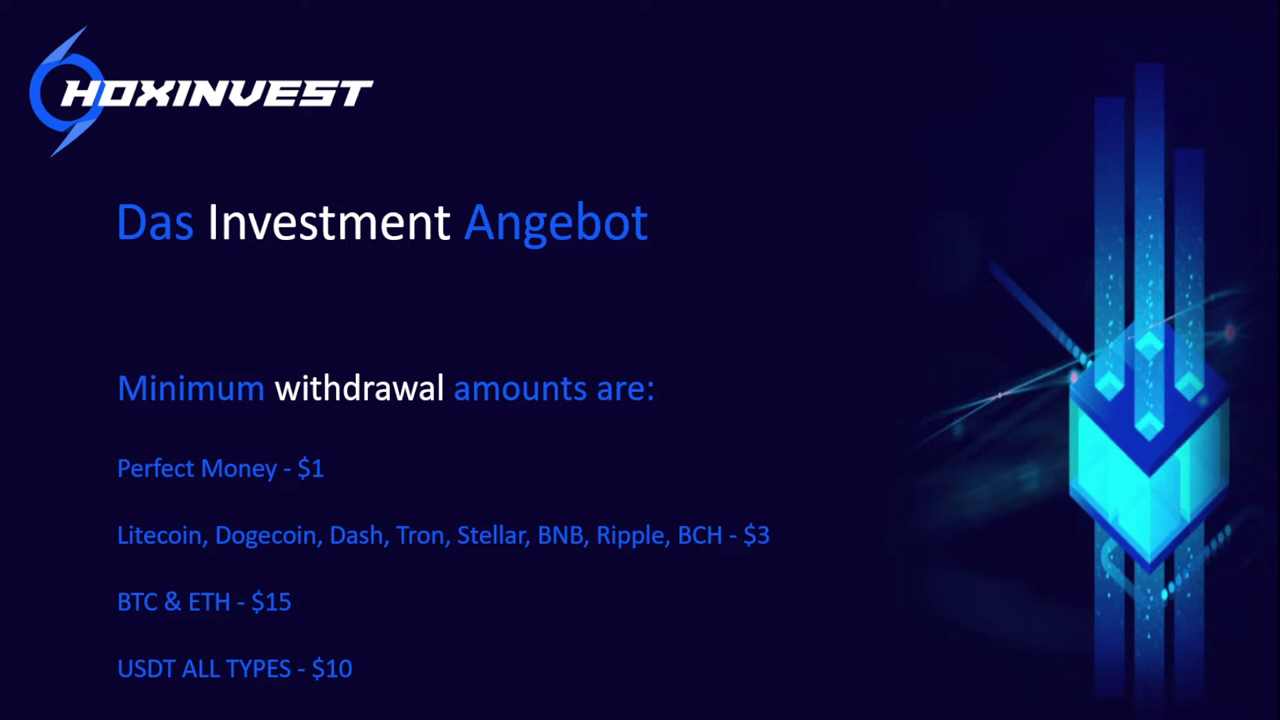 HOXINVEST
Das Investment Angebot
Minimum withdrawal amounts are:
Perfect Money - $1
Litecoin, Dogecoin, Dash, Tron, Stellar, BNB, Ripple, BCH - $3
BTC & ETH - $15
USDT ALL TYPES - $10